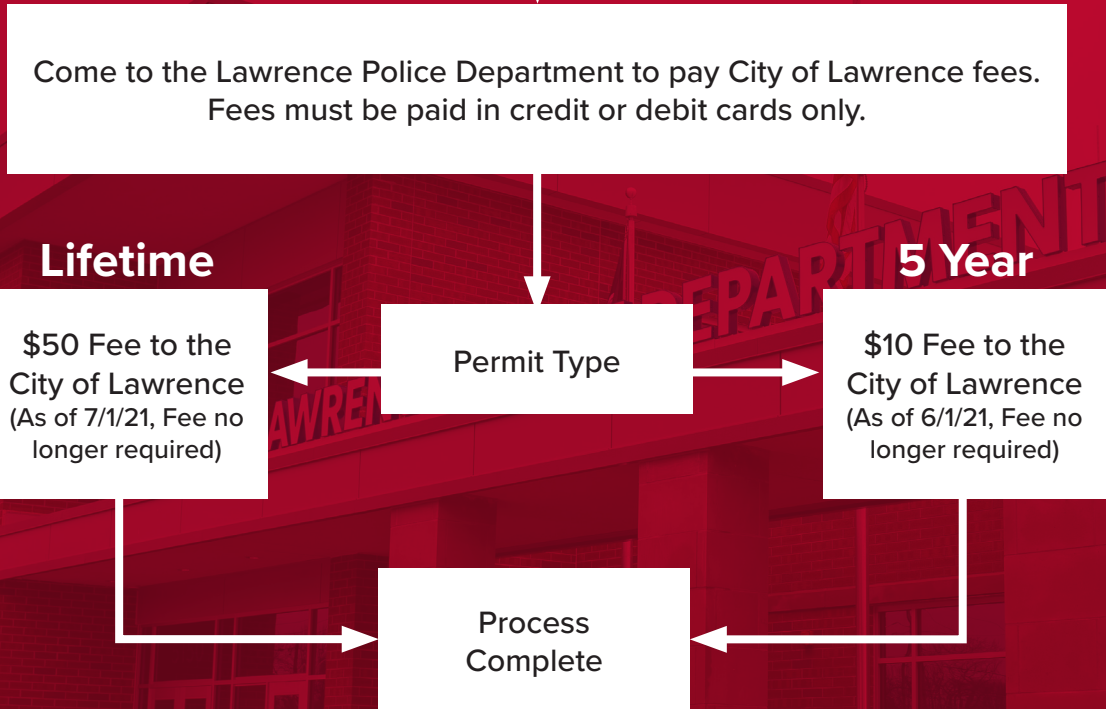 Come to the Lawrence Police Department to pay City of Lawrence fees.
Fees must be paid in credit or debit cards only.
DEPARTMENT
Lifetime
5 Year
$50 Fee to the
City of Lawrence
(As of 7/1/21, Fee no
longer required)
Permit Type
$10 Fee to the
City of Lawrence
(As of 6/1/21, Fee no
longer required)
Process
Complete